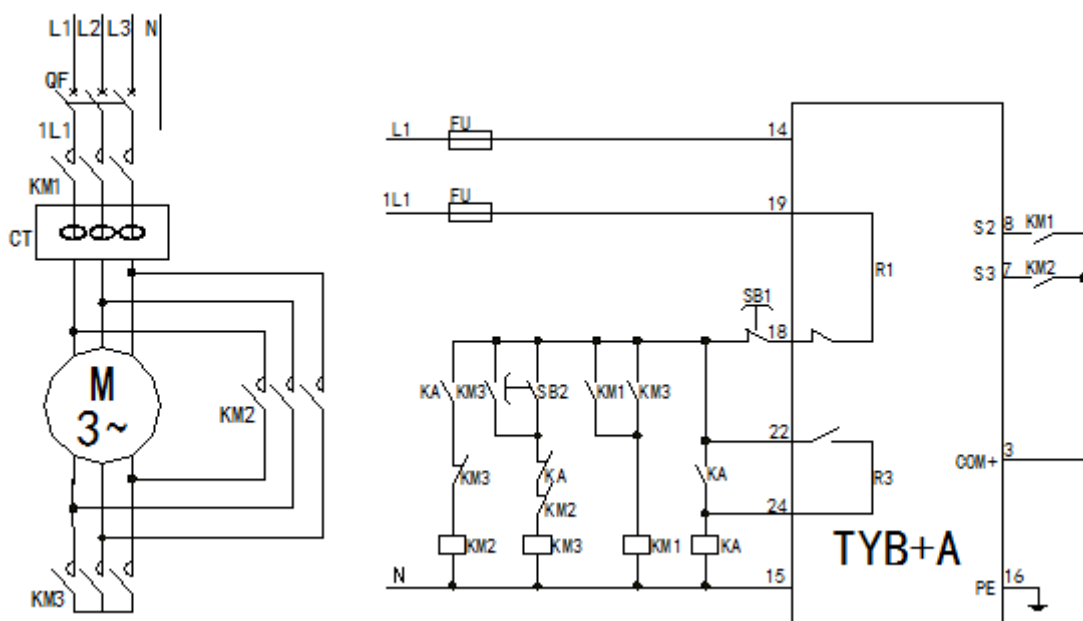 L1 L2 L3 N
QF
1L1
KM1
CT
M
3~
KM2
KM3
L1 FU 14
1L1 FU 19
R1
SB1
18
KA KM3 SB2 KM1 KM3
22
KM3 KA KA
R3
KM2
24
KM2 KM3 KM1 KA
N 15
TYB+A
S2 8 KM1
S3 7 KM2
COM+ 3
PE 16